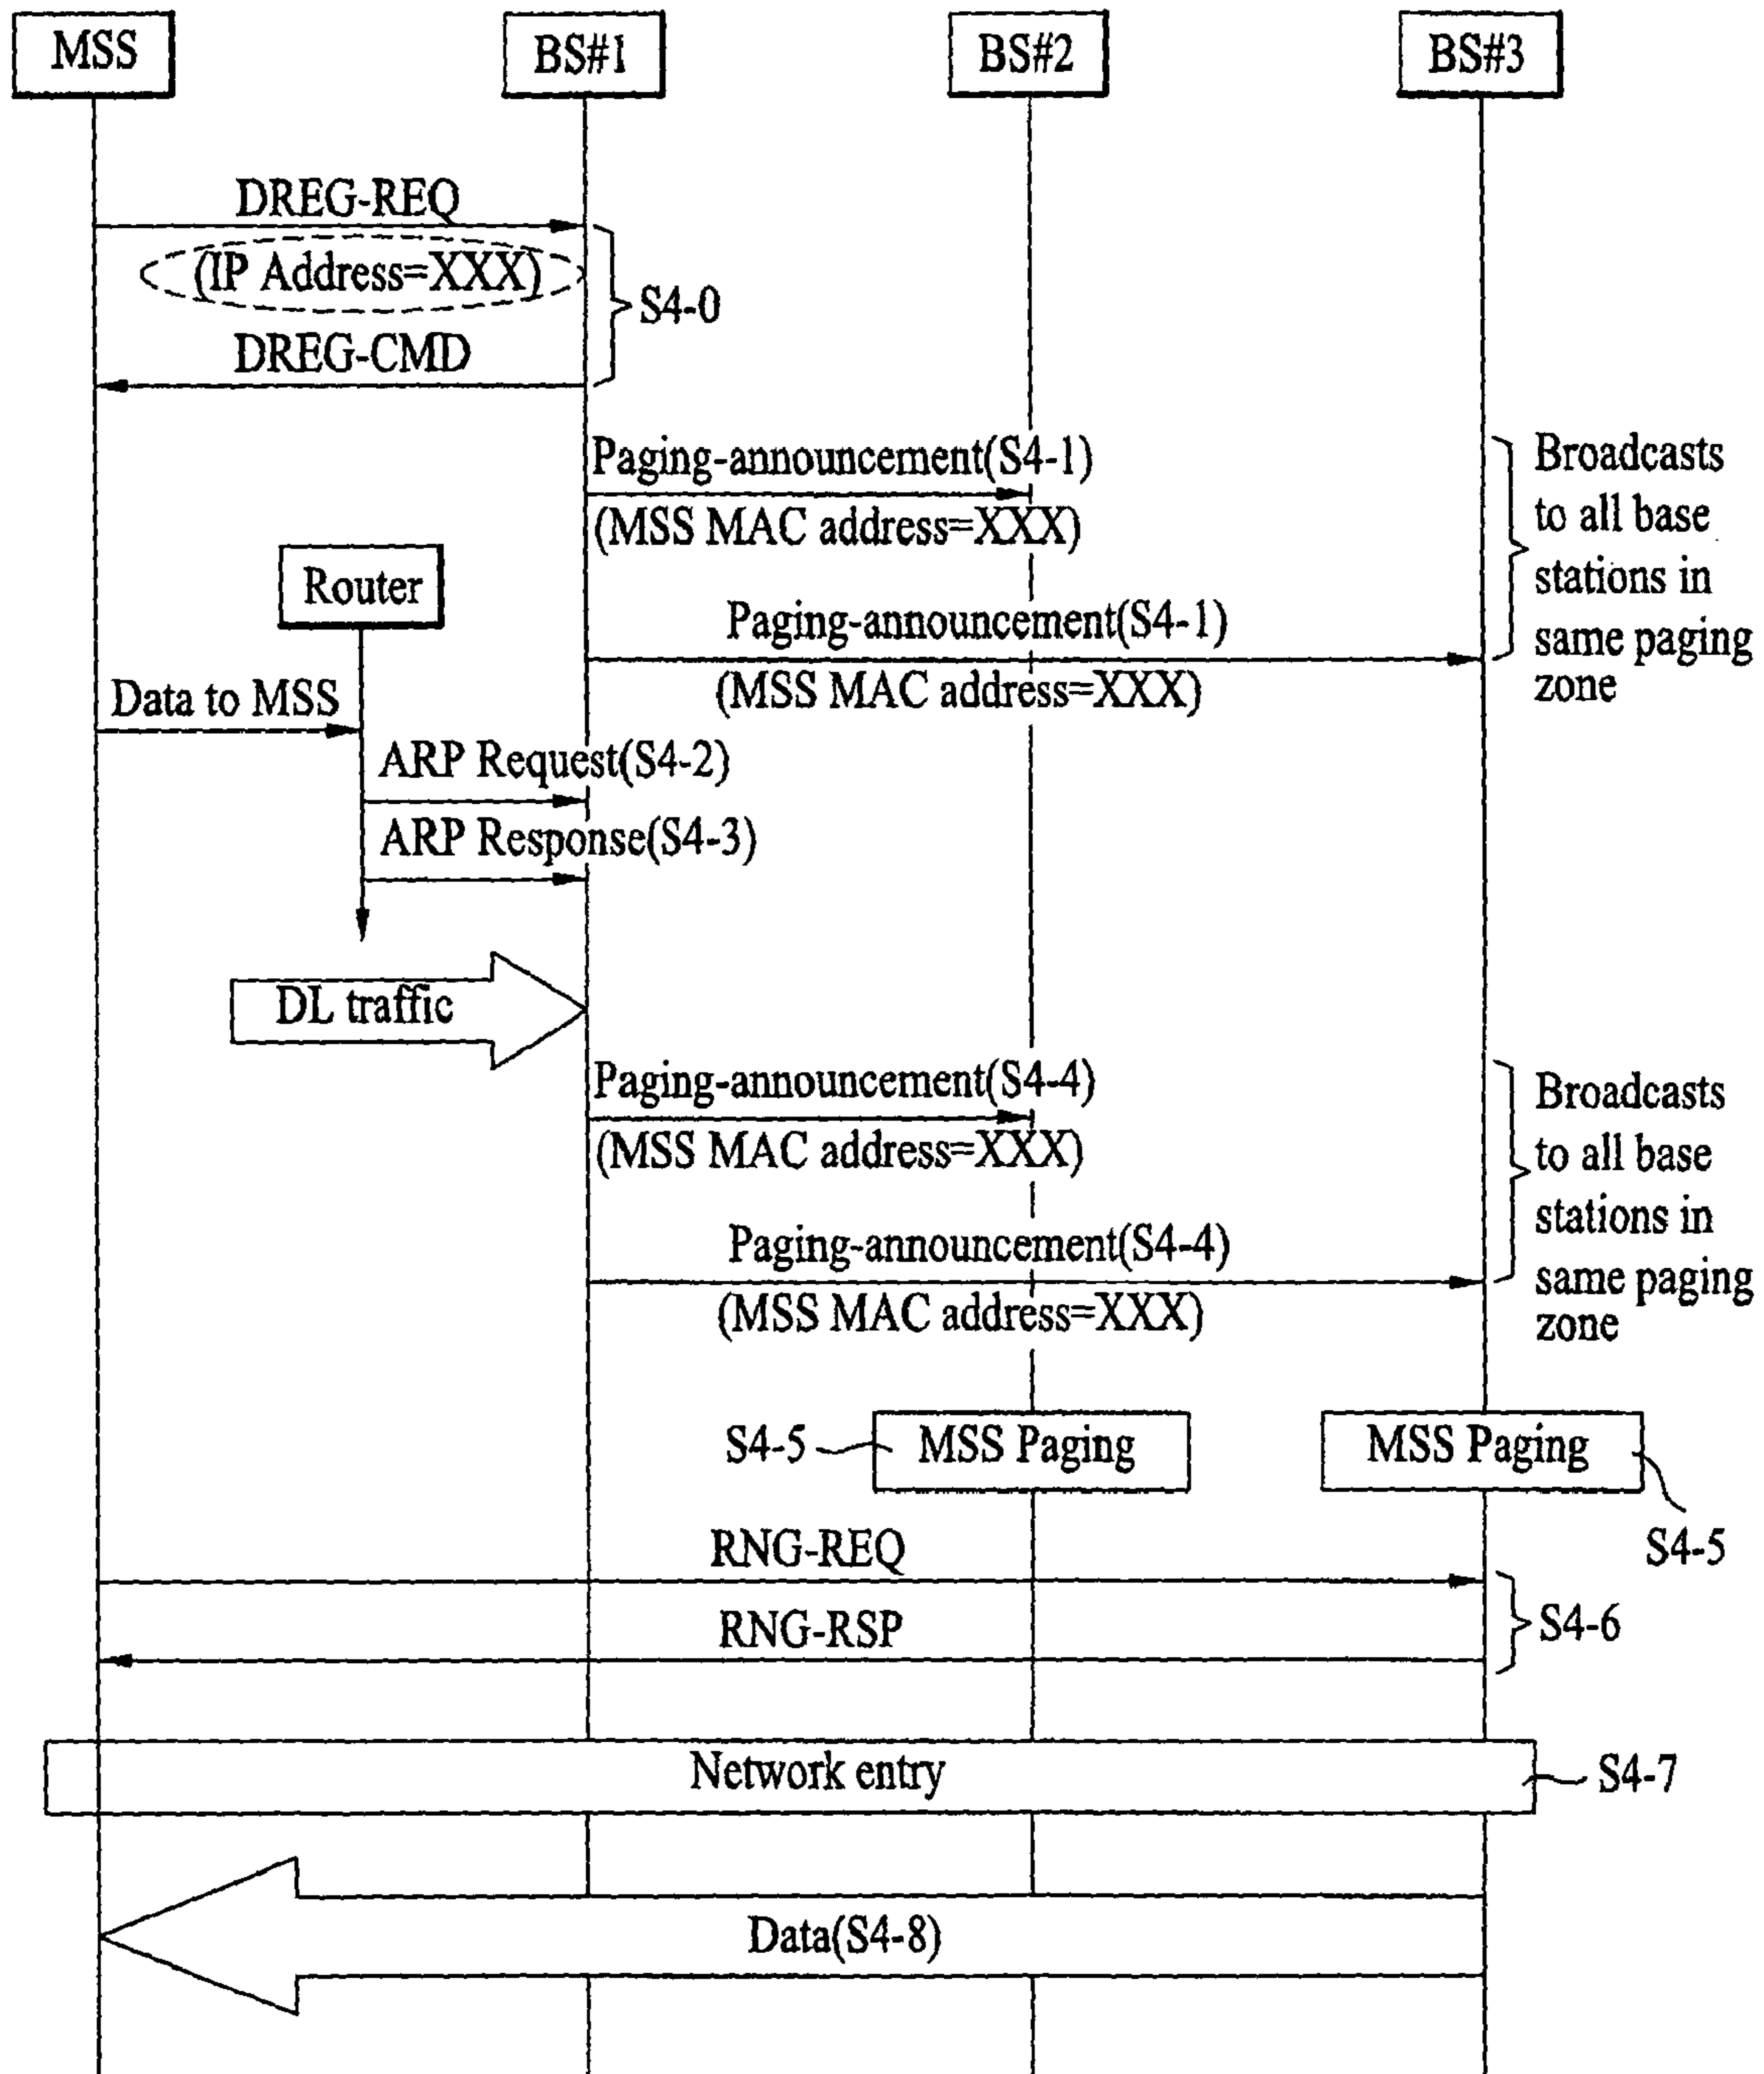 MSS
BS#1
BS#2
BS#3
DREG-REQ
(IP Address=XXX)
S4-0
DREG-CMD
Paging-announcement(S4-1)
(MSS MAC address=XXX)
Broadcasts
to all base
stations in
same paging
zone
Router
Paging-announcement(S4-1)
(MSS MAC address=XXX)
Data to MSS
ARP Request(S4-2)
ARP Response(S4-3)
DL traffic
Paging-announcement(S4-4)
(MSS MAC address=XXX)
Broadcasts
to all base
stations in
same paging
zone
Paging-announcement(S4-4)
(MSS MAC address=XXX)
S4-5
MSS Paging
MSS Paging
S4-5
RNG-REQ
RNG-RSP
S4-6
Network entry
S4-7
Data(S4-8)